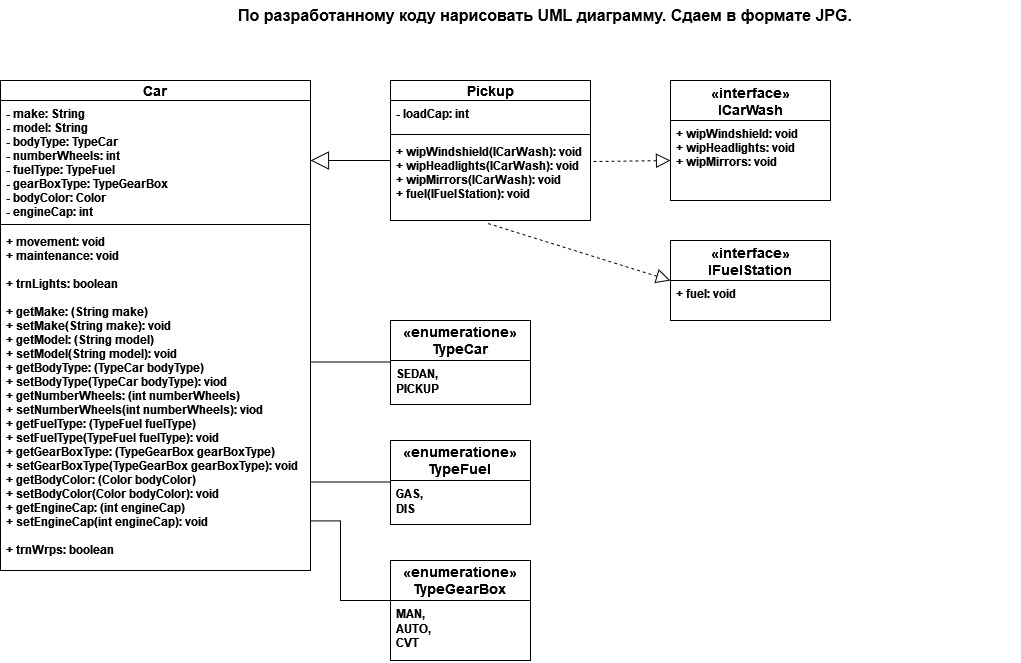 По разработанному коду нарисовать UML диаграмму. Сдаем в формате JPG.
Car
- make: String
- model: String
- bodyType: TypeCar
- numberWheels: int
- fuelType: TypeFuel
- gearBoxType: TypeGearBox
- bodyColor: Color
- engineCap: int
+ movement: void
+ maintenance: void
+ trnLights: boolean
+ getMake: (String make)
+ setMake(String make): void
+ getModel: (String model)
+ setModel(String model): void
+ getBodyType: (TypeCar bodyType)
+ setBodyType(TypeCar bodyType): viod
+ getNumberWheels: (int numberWheels)
+ setNumberWheels(int numberWheels): viod
+ getFuelType: (TypeFuel fuelType)
+ setFuelType(TypeFuel fuelType): void
+ getGearBoxType: (TypeGearBox gearBoxType)
+ setGearBoxType(TypeGearBox gearBoxType): void
+ getBodyColor: (Color bodyColor)
+ setBodyColor(Color bodyColor): void
+ getEngineCap: (int engineCap)
+ setEngineCap(int engineCap): void
+ trnWrps: boolean
Pickup
- loadCap: int
+ wipWindshield(ICarWash): void
+ wipHeadlights(ICarWash): void
+ wipMirrors(ICarWash): void
+ fuel(IFuelStation): void
«interface»
ICarWash
+ wipWindshield: void
+ wipHeadlights: void
+ wipMirrors: void
«interface»
IFuelStation
+ fuel: void
«enumeratione»
TypeCar
SEDAN,
PICKUP
«enumeratione»
TypeFuel
GAS,
DIS
«enumeratione»
TypeGearBox
MAN,
AUTO,
CVT